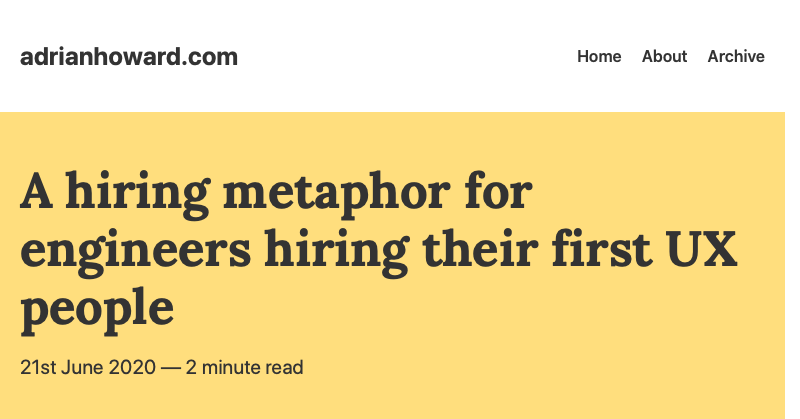 adrianhoward.com
Home About Archive
A hiring metaphor for
engineers hiring their first UX
people
21st June 2020 — 2 minute read